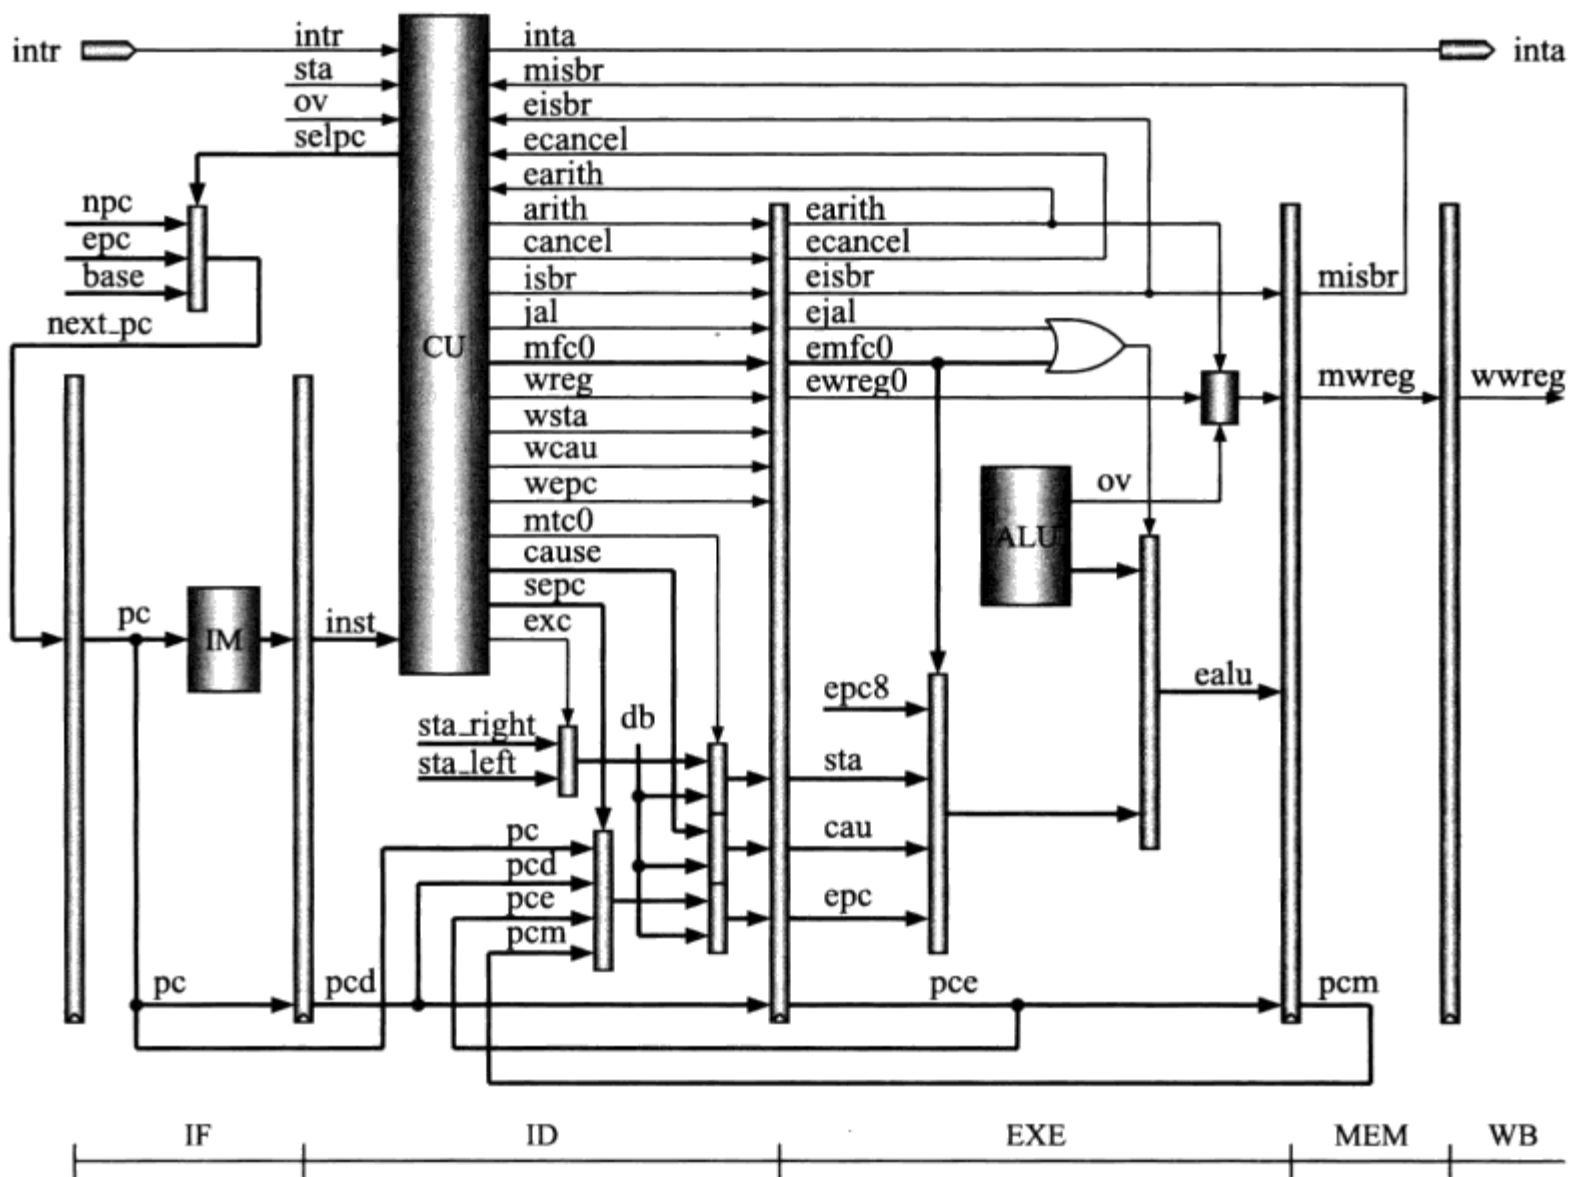 intr intr inta inta
sta misbr
ov eisbr
selpc ecancel
earith
npc arith earith
epc cancel ecancel
base isbr eisbr misbr
next_pc jal ejal
CU mfc0 emfc0
wreg ewreg0 mwreg wwreg
wsta
wcau
wepc ov
mtc0 ALU
cause
sepc
pc IM inst exc
ealu
sta_right db epc8
sta_left sta
pc cau
pcd
pce epc
pcm
pc pcd pce pcm
IF ID EXE MEM WB